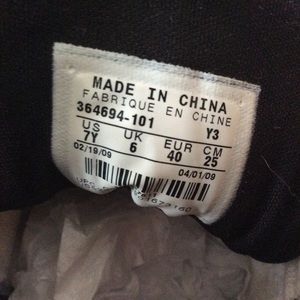 MADE IN CHINA
FABRIQUE EN CHINE
364694-101 Y3
US UK EUR CM
7Y 6 40 25
02/19/09 04/01/09